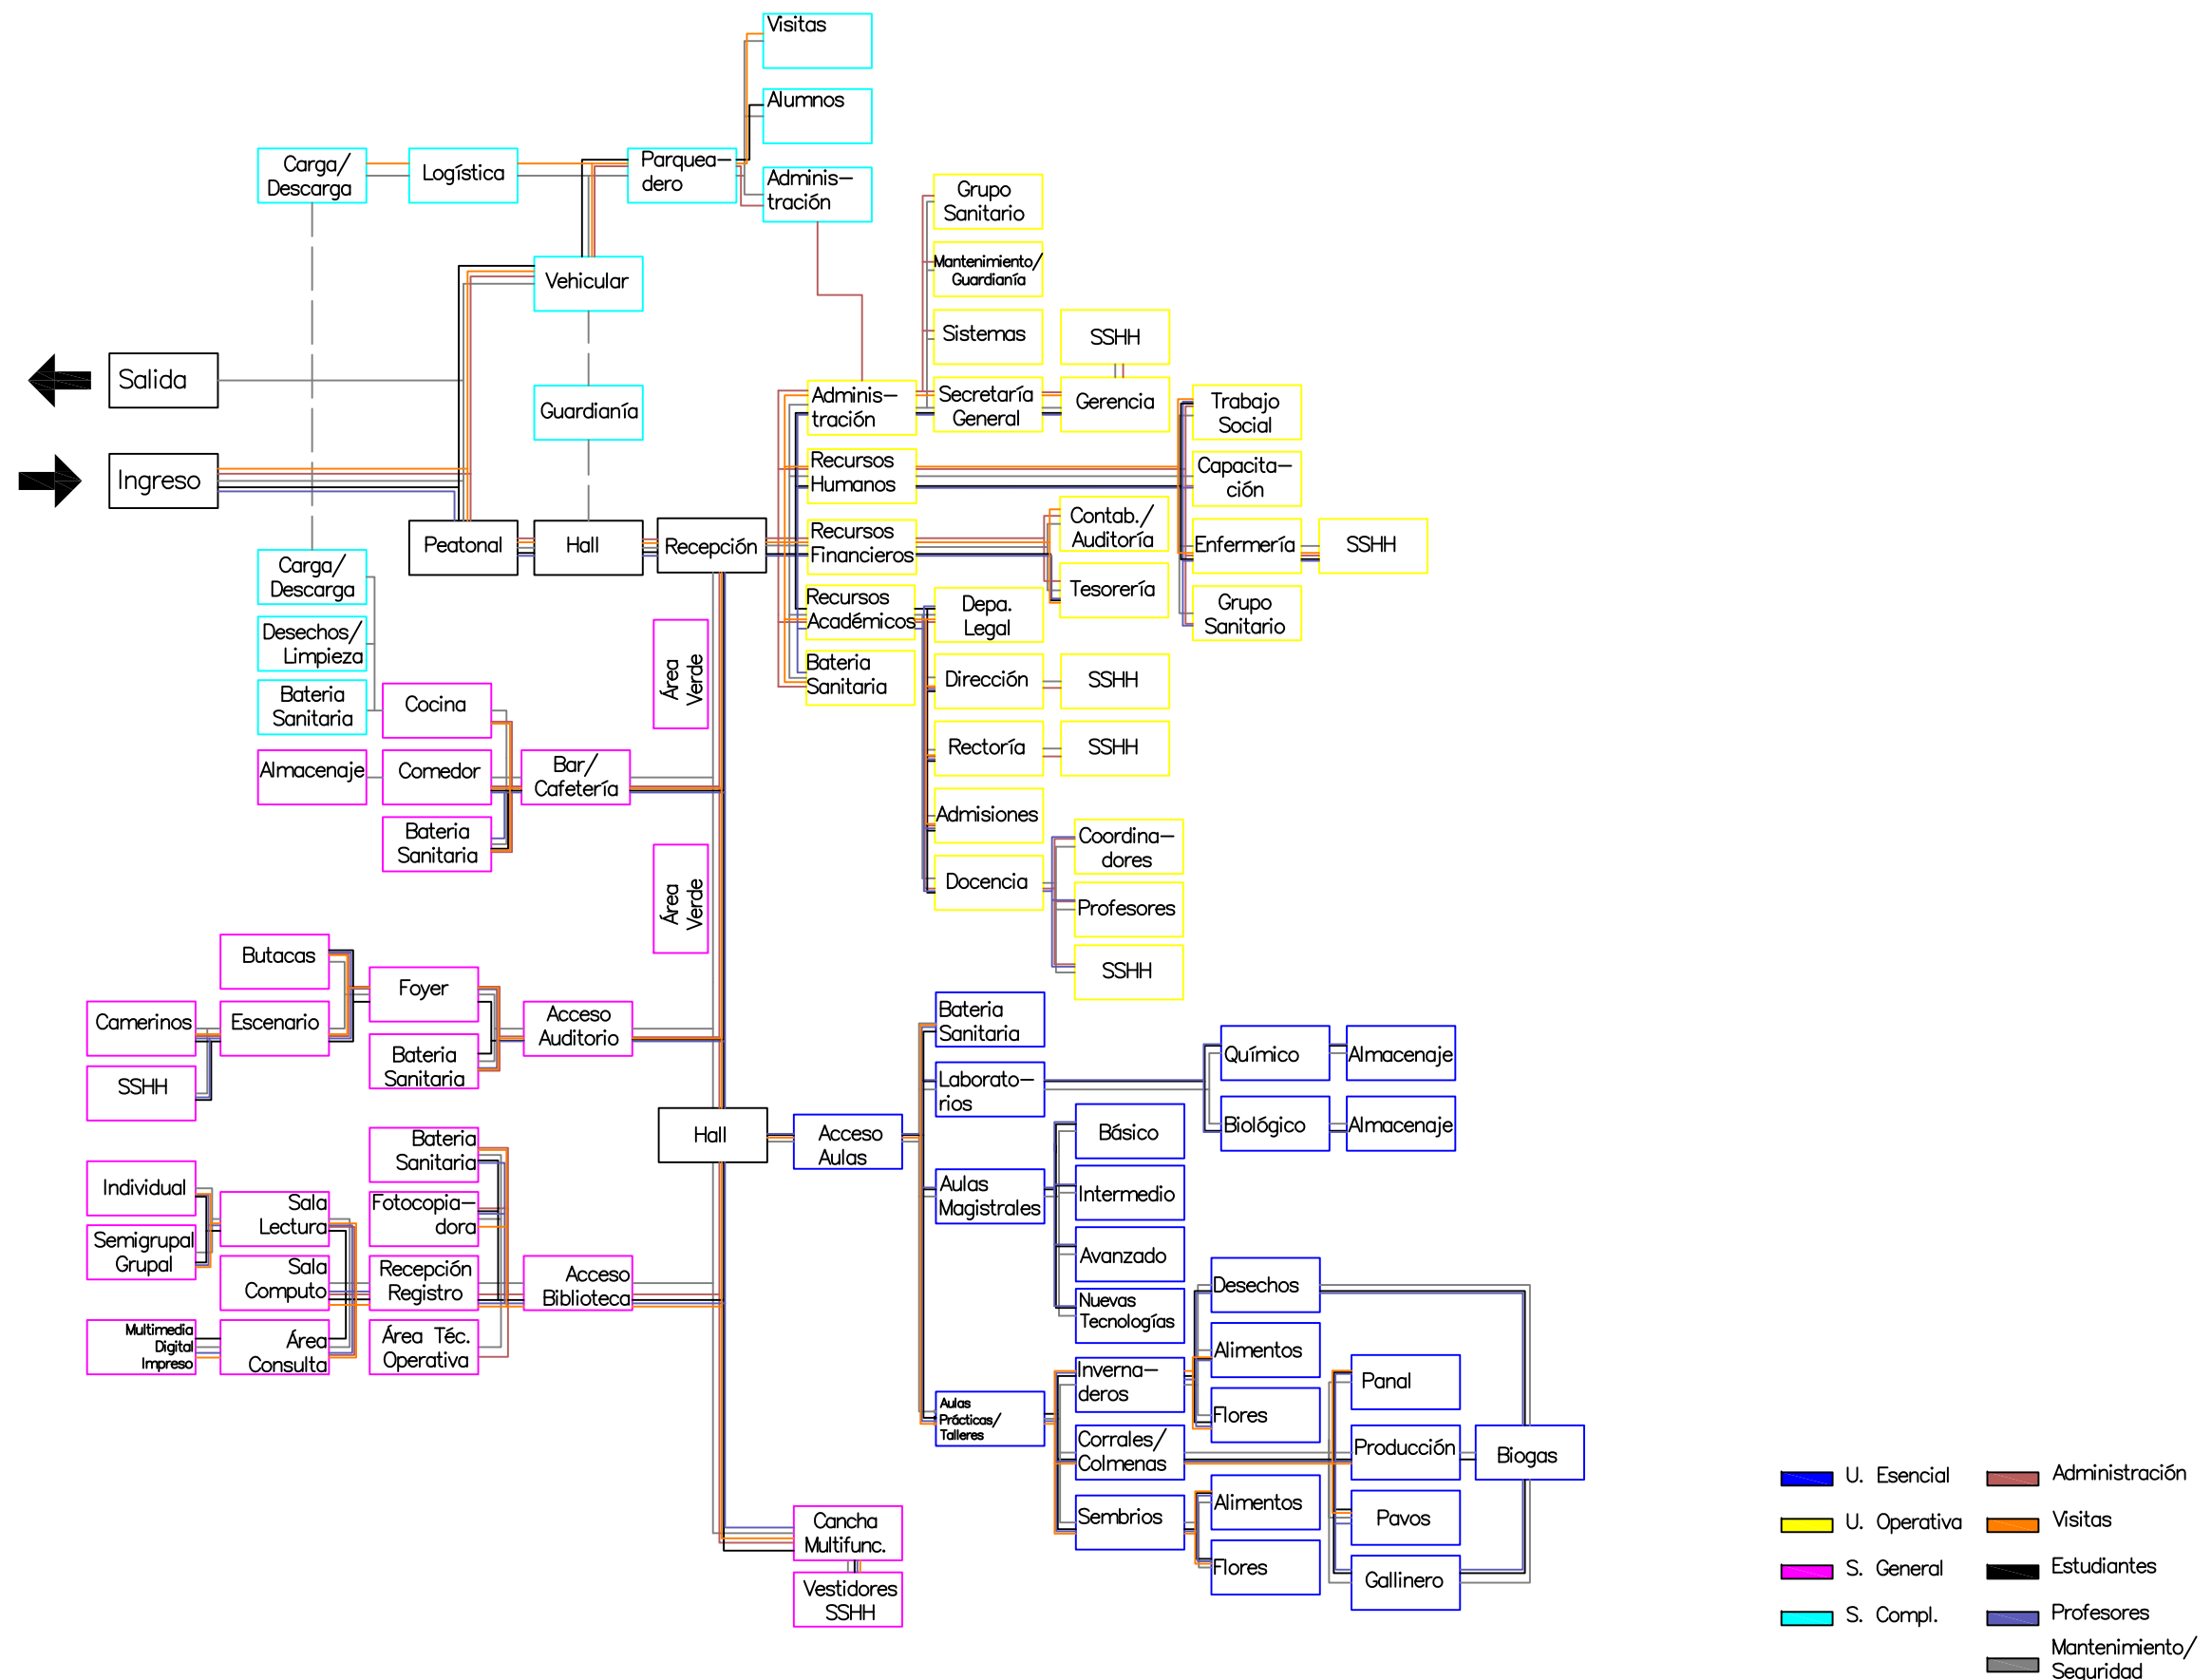 Visitas
Alumnos
Carga/
Descarga
Logística
Parquea-
dero
Adminis-
tración
Vehicular
Guardianía
Salida
Ingreso
Peatonal
Hall
Recepción
Grupo
Sanitario
Mantenimiento/
Guardianía
Sistemas
SSHH
Adminis-
tración
Secretaría
General
Gerencia
Trabajo
Social
Recursos
Humanos
Capacita-
ción
Recursos
Financieros
Contab./
Auditoría
Enfermería
SSHH
Tesorería
Grupo
Sanitario
Recursos
Académicos
Depa.
Legal
Bateria
Sanitaria
Dirección
SSHH
Rectoría
SSHH
Admisiones
Docencia
Coordina-
dores
Profesores
SSHH
Carga/
Descarga
Desechos/
Limpieza
Bateria
Sanitaria
Cocina
Almacenaje
Comedor
Bar/
Cafetería
Bateria
Sanitaria
Área
Verde
Área
Verde
Butacas
Foyer
Camerinos
Escenario
Acceso
Auditorio
Bateria
Sanitaria
SSHH
Hall
Acceso
Aulas
Bateria
Sanitaria
Individual
Sala
Lectura
Fotocopia-
dora
Semigrupal
Grupal
Sala
Computo
Recepción
Registro
Acceso
Biblioteca
Multimedia
Digital
Impreso
Área
Consulta
Área Téc.
Operativa
Bateria
Sanitaria
Laborato-
rios
Químico
Almacenaje
Biológico
Almacenaje
Aulas
Magistrales
Básico
Intermedio
Avanzado
Nuevas
Tecnologías
Aulas
Prácticas/
Talleres
Inverna-
deros
Desechos
Alimentos
Flores
Corrales/
Colmenas
Panal
Producción
Biogas
Pavos
Gallinero
Sembrios
Alimentos
Flores
Cancha
Multifunc.
Vestidores
SSHH
U. Esencial
U. Operativa
S. General
S. Compl.
Administración
Visitas
Estudiantes
Profesores
Mantenimiento/
Seguridad